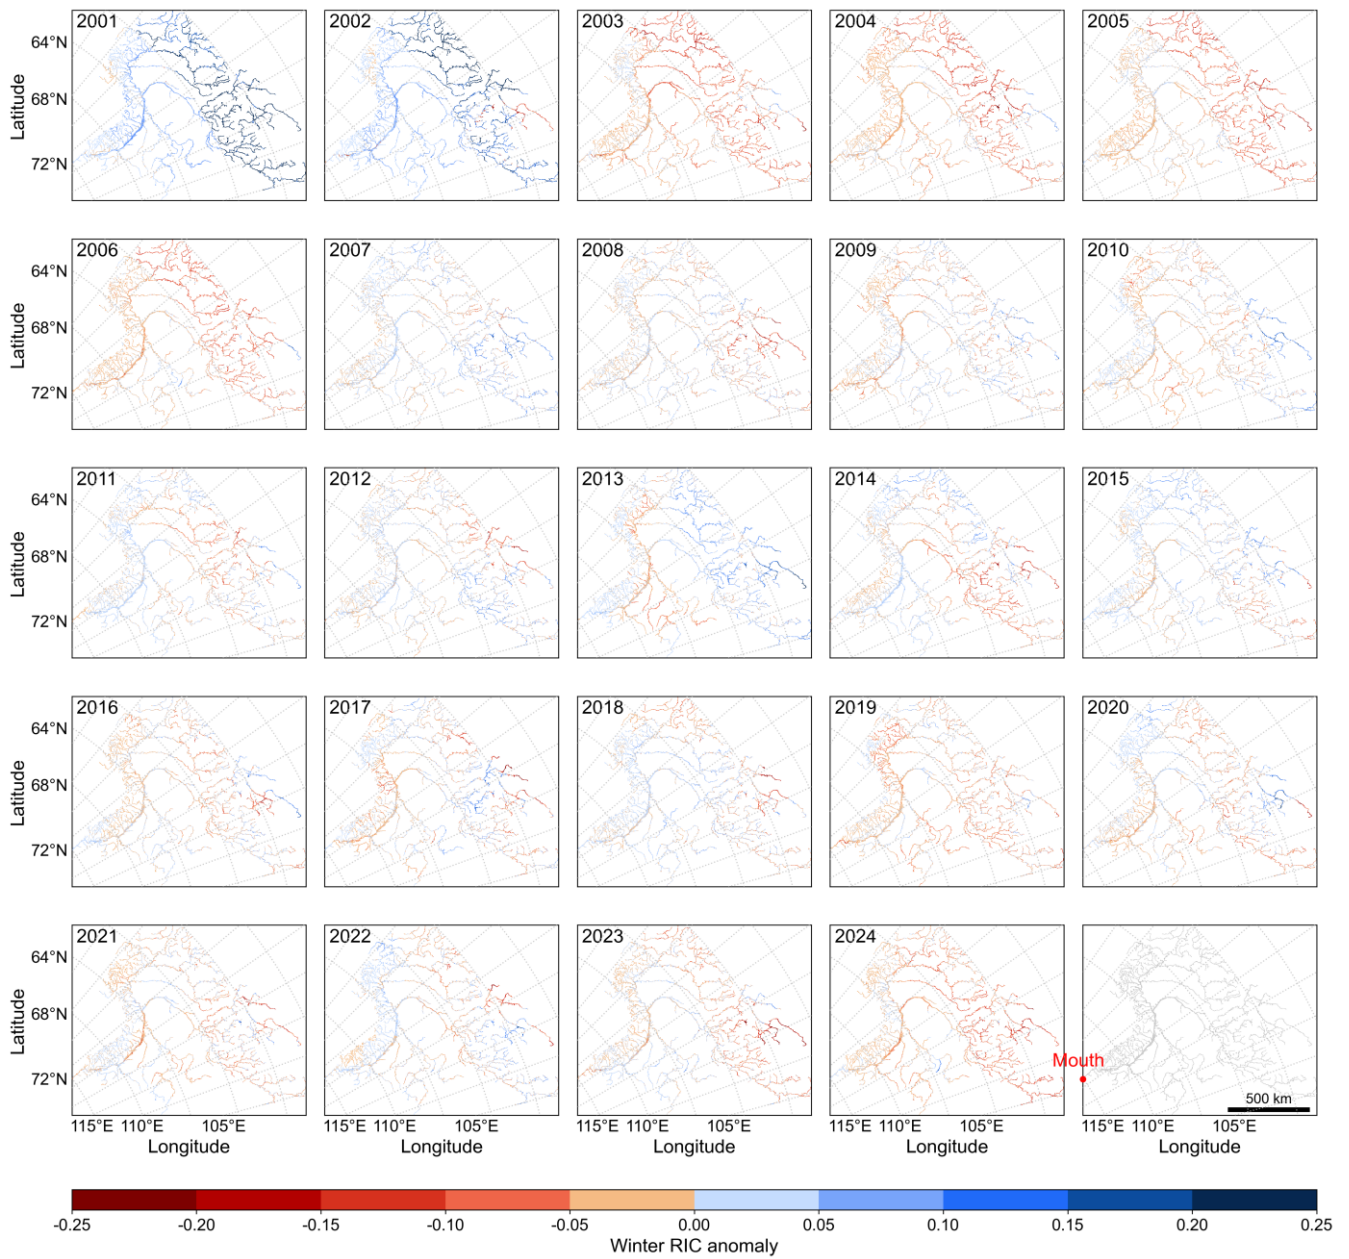 2001 2002 2003 2004 2005
64°N
68°N
72°N
Latitude
2006 2007 2008 2009 2010
64°N
68°N
72°N
Latitude
2011 2012 2013 2014 2015
64°N
68°N
72°N
Latitude
2016 2017 2018 2019 2020
64°N
68°N
72°N
Latitude
2021 2022 2023 2024
64°N
68°N
72°N
Latitude
Mouth
500 km
115°E 110°E 105°E 115°E 110°E 105°E 115°E 110°E 105°E 115°E 110°E 105°E 115°E 110°E 105°E
Longitude Longitude Longitude Longitude Longitude
-0.25 -0.20 -0.15 -0.10 -0.05 0.00 0.05 0.10 0.15 0.20 0.25
Winter RIC anomaly